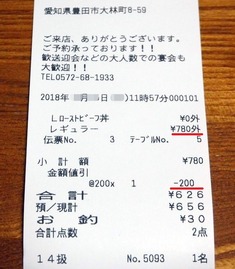 愛知県豊田市大林町8-59
ご来店、ありがとうございます。
ご予約承っております！！
歓送迎会などの大人数での宴会も
大歓迎！！
TEL0572-68-1933
2018年 月 日( )11時57分000101
Lローストビーフ丼 ¥0外
レギュラー ¥780外
伝票No. 3 テーブルNo. 5
小計額 ¥780
金額値引
@200x 1 -200
合計 ¥626
預/現計 ¥656
お釣 ¥30
合計点数 2点
14扱 No.5093 1名